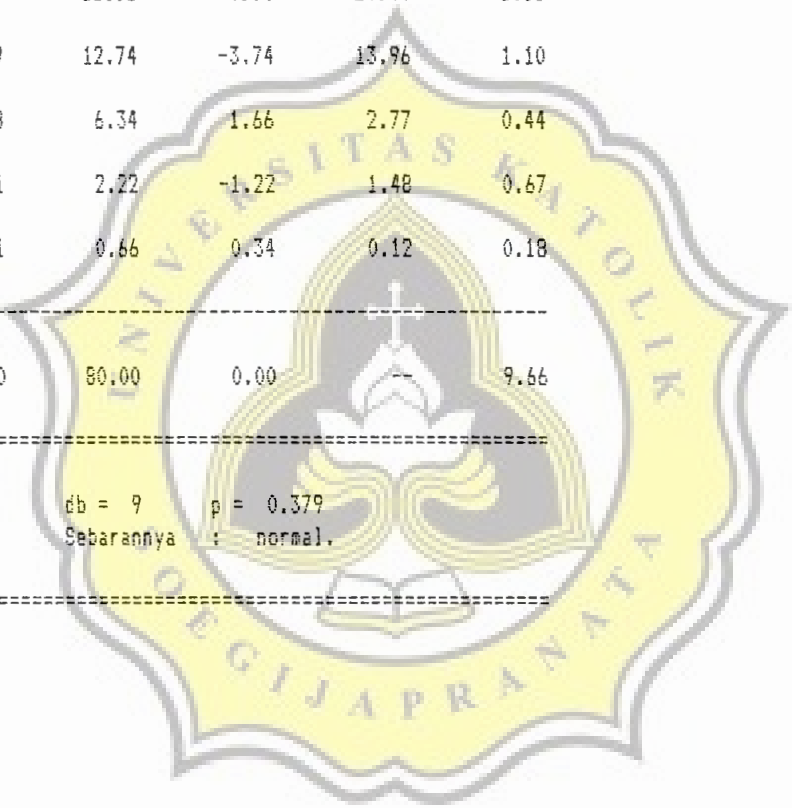 12.74 -3.74 13.96 1.10
6.34 1.66 2.77 0.44
2.22 -1.22 1.48 0.67
0.66 0.34 0.12 0.18
80.00 0.00 -- 9.66
db = 9 p = 0.379
Sebarannya : normal.
UNIVERSITAS KATOLIK
SOEGIJAPRANATA